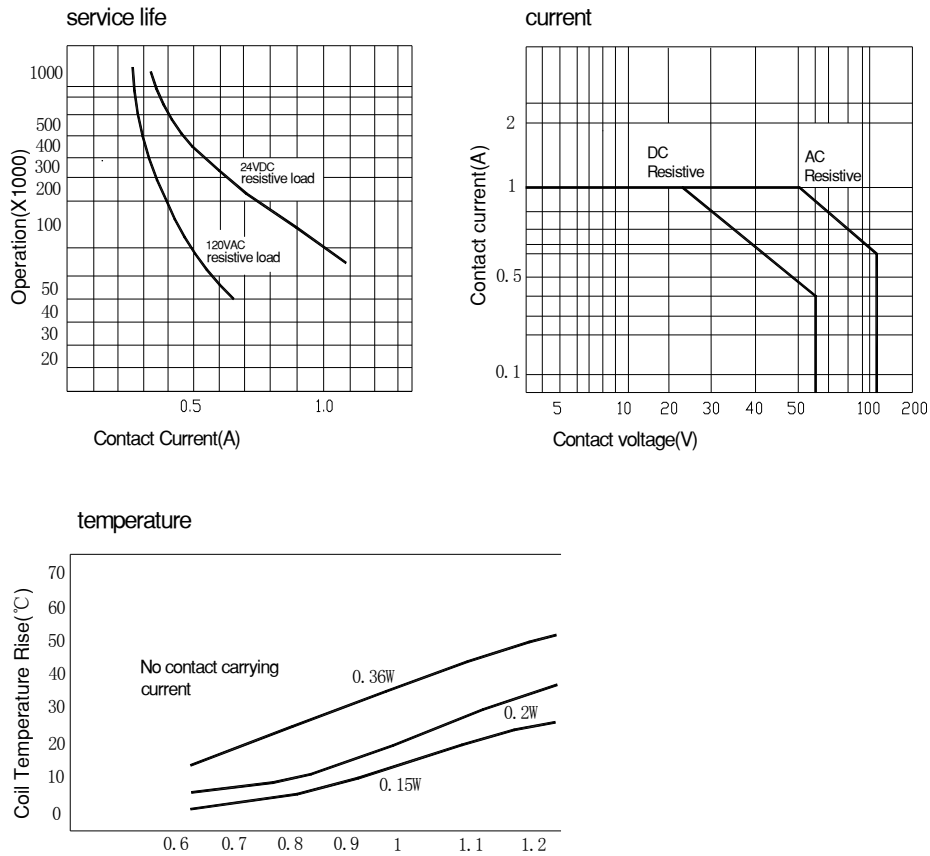 service life
Operation(X1000)
1000
500
400
300
200
100
50
40
30
20
24VDC
resistive load
120VAC
resistive load
0.5 1.0
Contact Current(A)
current
Contact current(A)
2
1
0.5
0.1
DC
Resistive
AC
Resistive
5 10 20 30 40 50 100 200
Contact voltage(V)
temperature
Coil Temperature Rise(℃)
70
60
50
40
30
20
10
0
No contact carrying
current
0.36W
0.2W
0.15W
0.6 0.7 0.8 0.9 1 1.1 1.2